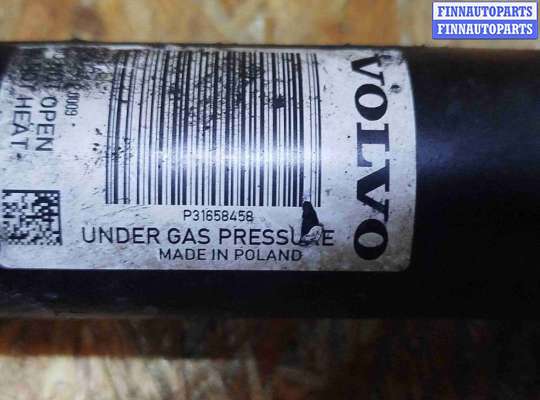 FINNAUTOPARTS
FINNAUTOPARTS
VOLVO
OPEN
HEAT
P31658458
UNDER GAS PRESSURE
MADE IN POLAND